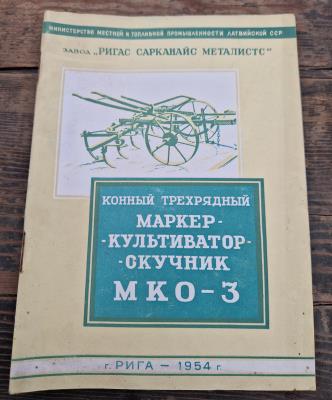 МИНИСТЕРСТВО МЕСТНОЙ И ТОПЛИВНОЙ ПРОМЫШЛЕННОСТИ ЛАТВИЙСКОЙ ССР
ЗАВОД „РИГАС САРКАНАЙС МЕТАЛИСТС"
КОННЫЙ ТРЕХРЯДНЫЙ
МАРКЕР-
-КУЛЬТИВАТОР-
-ОКУЧНИК
МКО-3
г. РИГА - 1954 г.